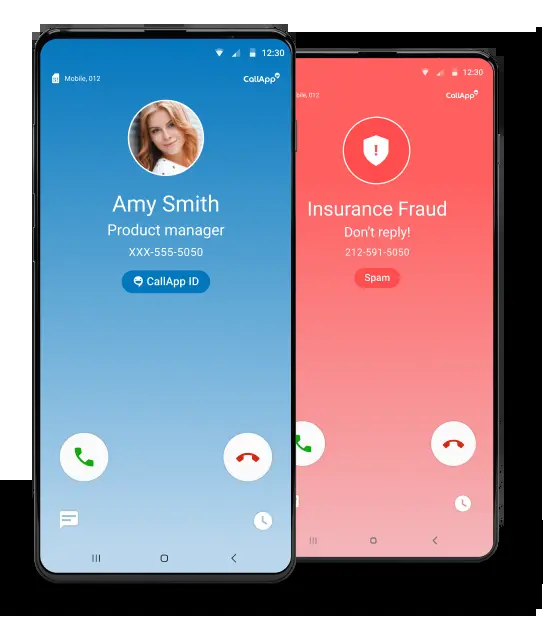 12:30
Mobile, 012
CallApp
Amy Smith
Product manager
XXX-555-5050
CallApp ID
12:30
bile, 012
CallApp
Insurance Fraud
Don't reply!
212-591-5050
Spam